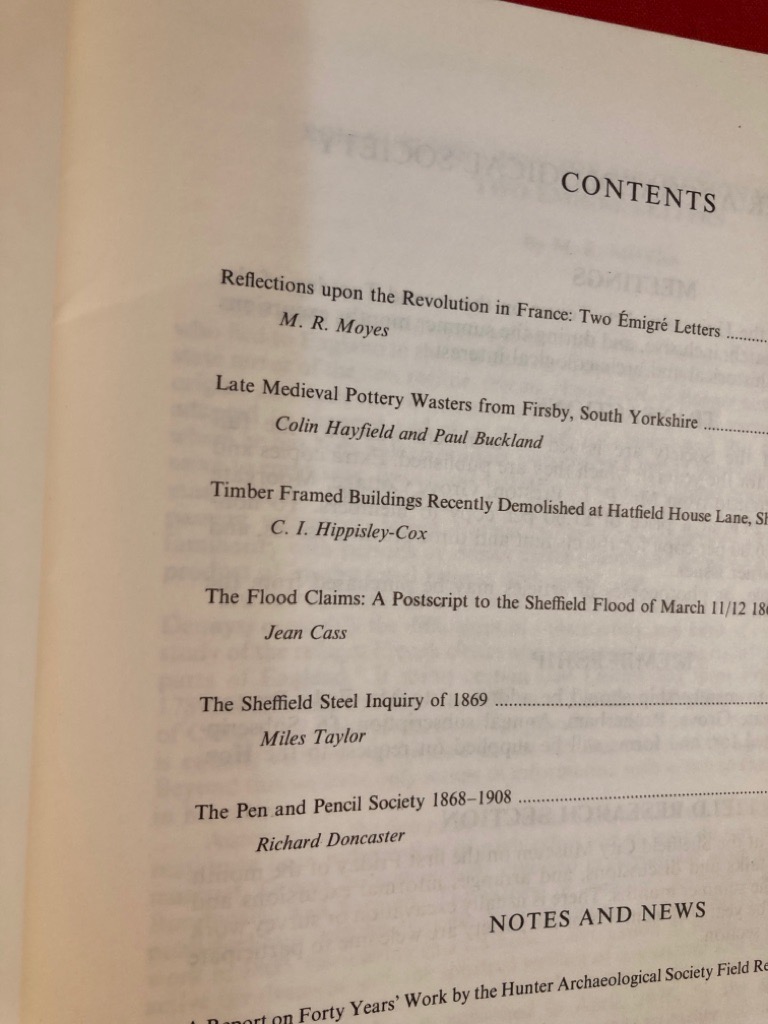 CONTENTS
Reflections upon the Revolution in France: Two Émigré Letters ..........
M. R. Moyes
Late Medieval Pottery Wasters from Firsby, South Yorkshire ................
Colin Hayfield and Paul Buckland
Timber Framed Buildings Recently Demolished at Hatfield House Lane,
C. I. Hippisley-Cox
The Flood Claims: A Postscript to the Sheffield Flood of March 11/12
Jean Cass
The Sheffield Steel Inquiry of 1869 ................................................................
Miles Taylor
The Pen and Pencil Society 1868–1908 ............................................................
Richard Doncaster
NOTES AND NEWS
Report on Forty Years' Work by the Hunter Archaeological Society Field